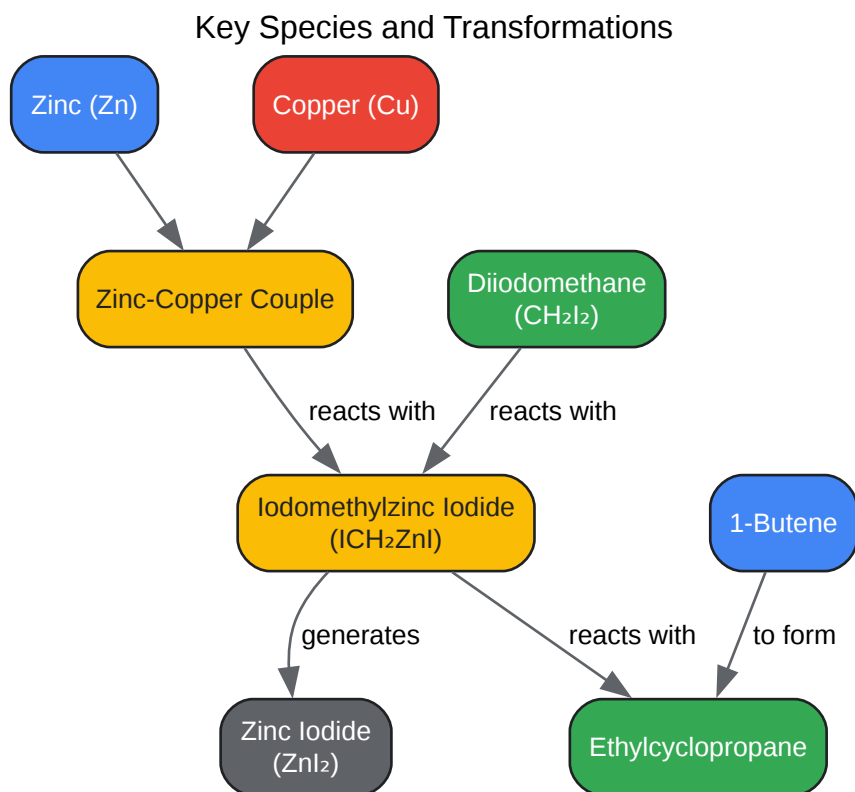 Key Species and Transformations
Zinc (Zn)
Copper (Cu)
Zinc-Copper Couple
Diiodomethane
(CH₂I₂)
reacts with
reacts with
Iodomethylzinc Iodide
(ICH₂ZnI)
1-Butene
generates
reacts with
to form
Zinc Iodide
(ZnI₂)
Ethylcyclopropane